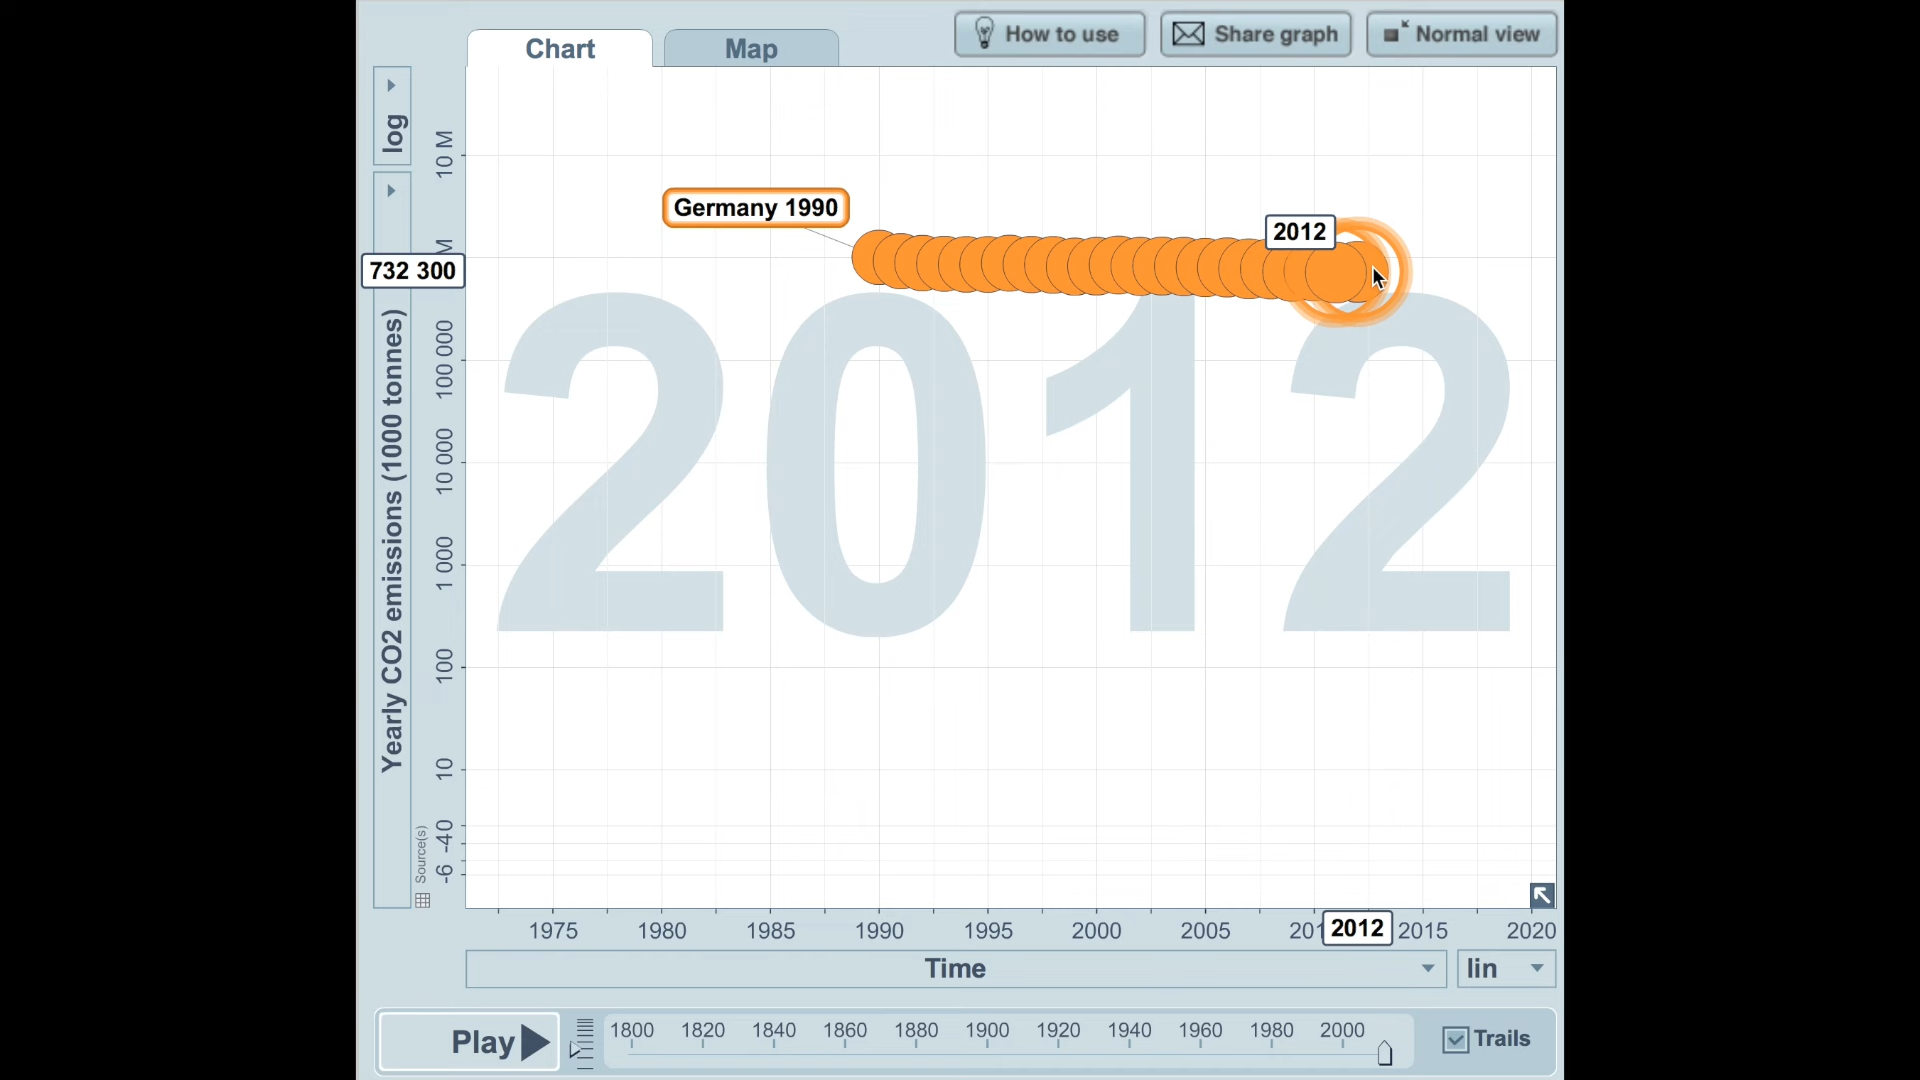 Chart
Map
How to use
Share graph
Normal view
log
10 M
M
100 000
10 000
1 000
100
10
-40
-6
Yearly CO2 emissions (1000 tonnes)
Source(s)
732 300
Germany 1990
2012
2012
1975
1980
1985
1990
1995
2000
2005
201
2012
2015
2020
Time
lin
Play
1800
1820
1840
1860
1880
1900
1920
1940
1960
1980
2000
Trails